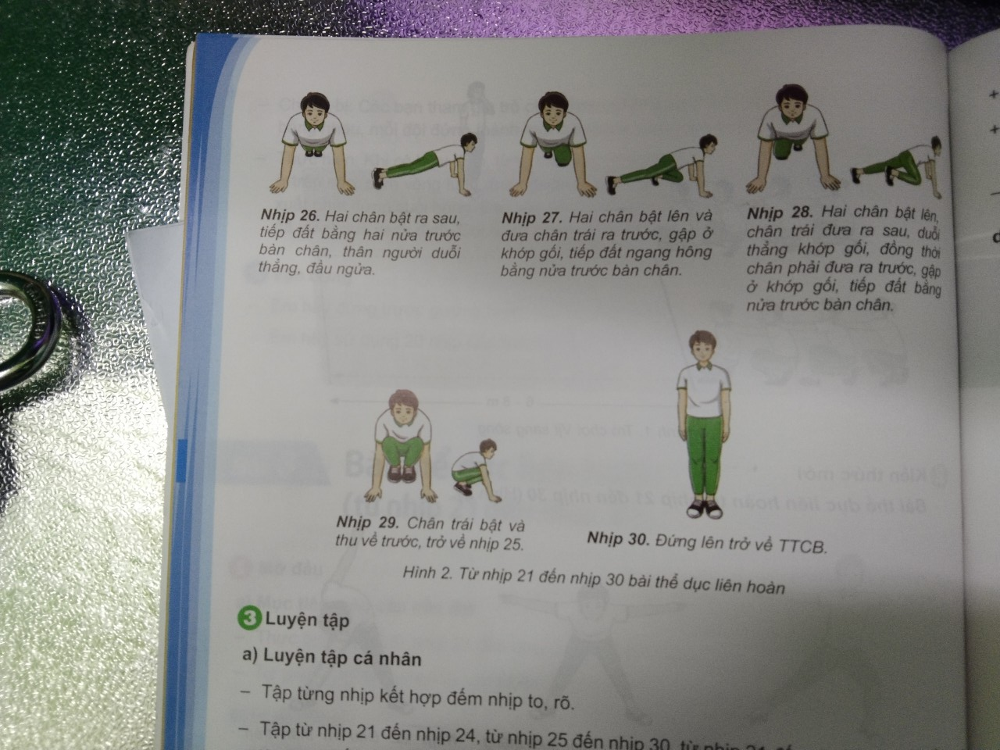 Nhịp 26. Hai chân bật ra sau,
tiếp đất bằng hai nửa trước
bàn chân, thân người duỗi
thẳng, đầu ngửa.
Nhịp 27. Hai chân bật lên và
đưa chân trái ra trước, gập ở
khớp gối, tiếp đất ngang hông
bằng nửa trước bàn chân.
Nhịp 28. Hai chân bật lên,
chân trái đưa ra sau, duỗi
thẳng khớp gối, đồng thời
chân phải đưa ra trước, gập
ở khớp gối, tiếp đất bằng
nửa trước bàn chân.
Nhịp 29. Chân trái bật và
thu về trước, trở về nhịp 25.
Nhịp 30. Đứng lên trở về TTCB.
Hình 2. Từ nhịp 21 đến nhịp 30 bài thể dục liên hoàn
3 Luyện tập
a) Luyện tập cá nhân
– Tập từng nhịp kết hợp đếm nhịp to, rõ.
– Tập từ nhịp 21 đến nhịp 24, từ nhịp 25 đến nhịp 30, từ nhịp